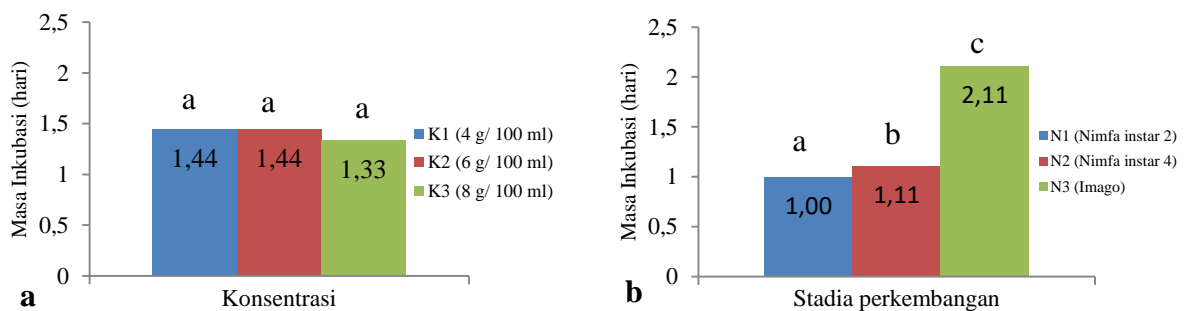 Masa Inkubasi (hari)
2,5
2
1,5
1
0,5
0
a
a
a
1,44
1,44
1,33
K1 (4 g/ 100 ml)
K2 (6 g/ 100 ml)
K3 (8 g/ 100 ml)
a
Konsentrasi
Masa Inkubasi (hari)
2,5
2
1,5
1
0,5
0
a
b
c
1,00
1,11
2,11
N1 (Nimfa instar 2)
N2 (Nimfa instar 4)
N3 (Imago)
b
Stadia perkembangan